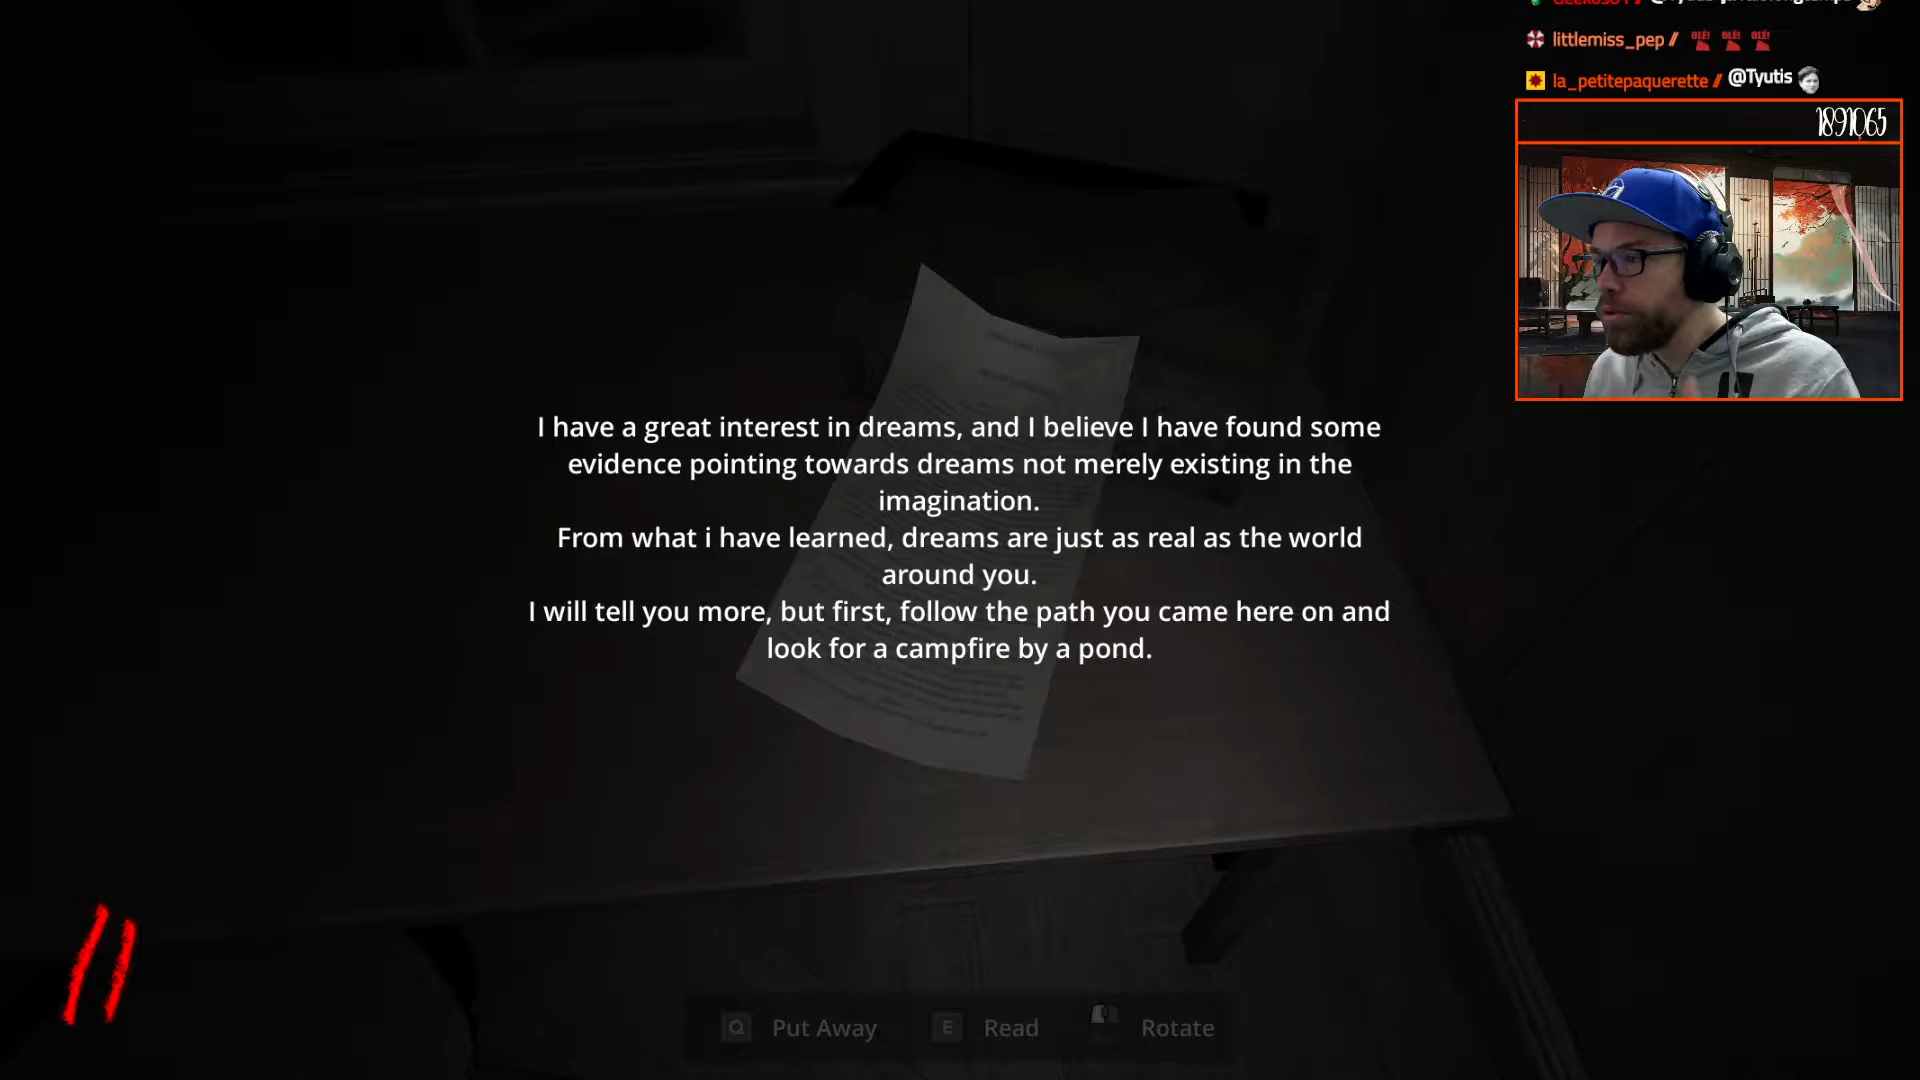 littlemiss_pep // OLÉ! OLÉ! OLÉ!
la_petitepaquerette // @Tyutis
1891065
I have a great interest in dreams, and I believe I have found some
evidence pointing towards dreams not merely existing in the
imagination.
From what i have learned, dreams are just as real as the world
around you.
I will tell you more, but first, follow the path you came here on and
look for a campfire by a pond.
Q Put Away E Read Rotate